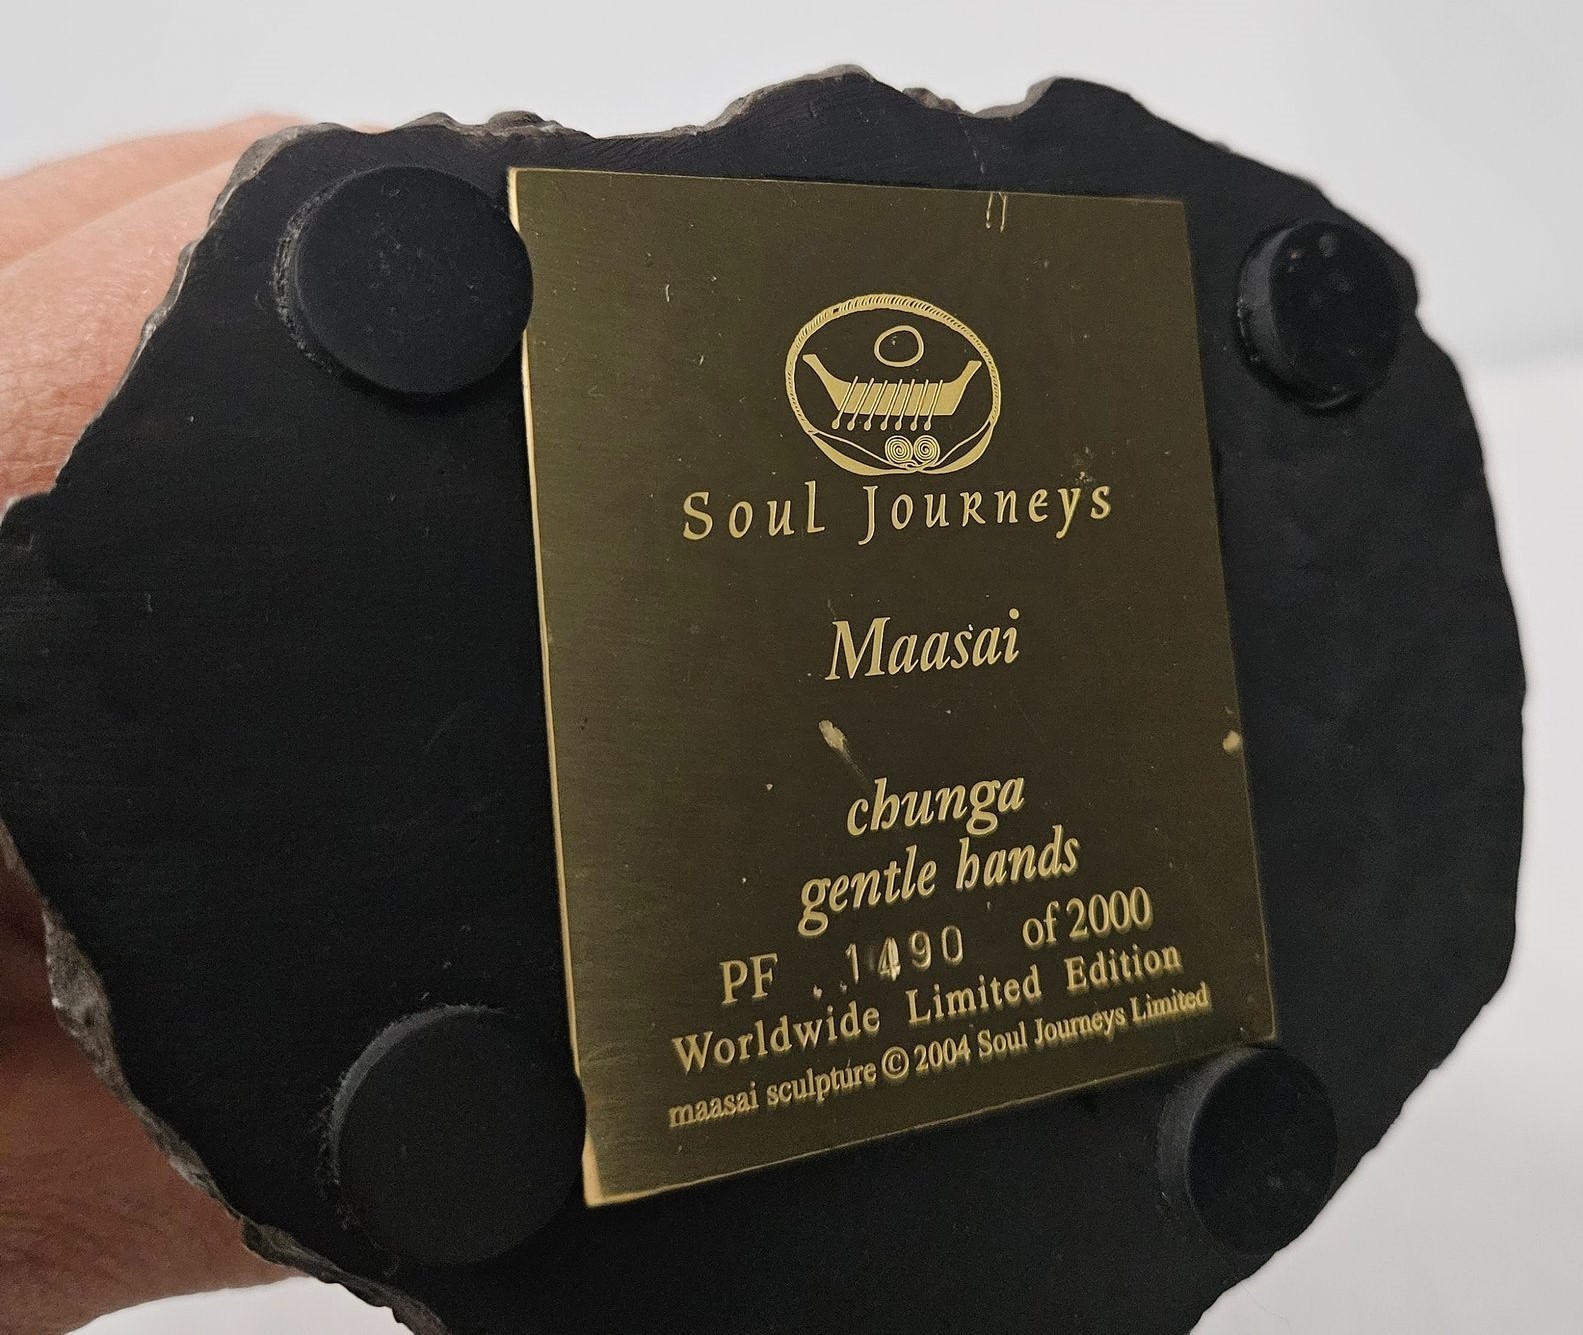 Soul Journeys
Maasai
chunga
gentle hands
PF 1490 of 2000
Worldwide Limited Edition
maasai sculpture © 2004 Soul Journeys Limited